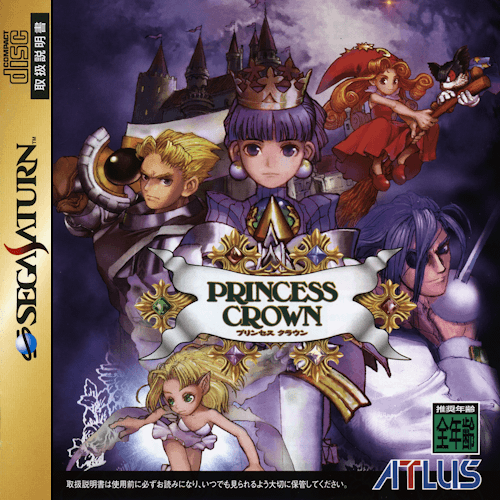 COMPACT
disc
取扱説明書
SEGA SATURN™
PRINCESS
CROWN
プリンセス クラウン
推奨年齢
全年齢
取扱説明書は使用前に必ずお読みになり、いつでも見られるよう大切に保管してください。
ATLUS